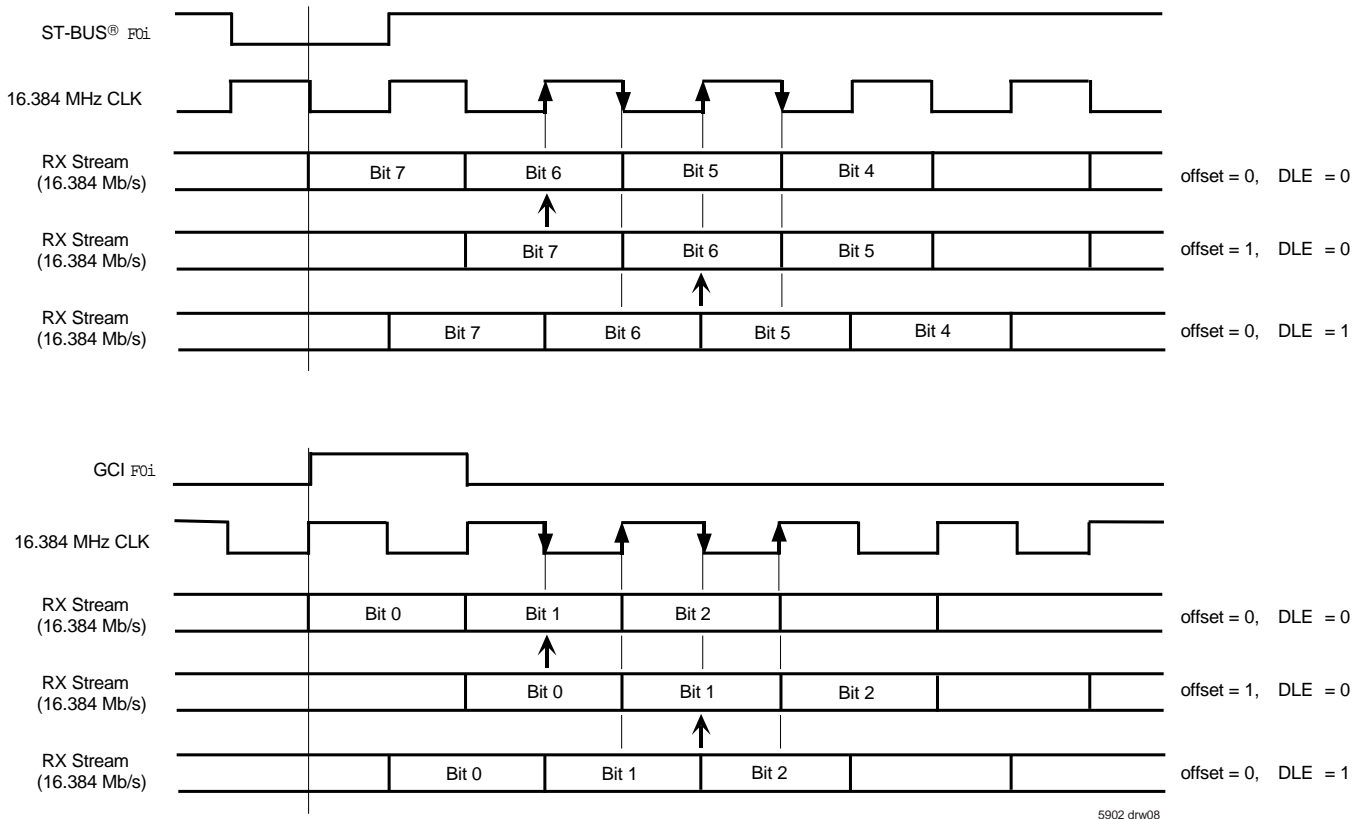 ST-BUS® F0i
16.384 MHz CLK
RX Stream
(16.384 Mb/s)
Bit 7 Bit 6 Bit 5 Bit 4
offset = 0, DLE = 0
RX Stream
(16.384 Mb/s)
Bit 7 Bit 6 Bit 5
offset = 1, DLE = 0
RX Stream
(16.384 Mb/s)
Bit 7 Bit 6 Bit 5 Bit 4
offset = 0, DLE = 1
GCI F0i
16.384 MHz CLK
RX Stream
(16.384 Mb/s)
Bit 0 Bit 1 Bit 2
offset = 0, DLE = 0
RX Stream
(16.384 Mb/s)
Bit 0 Bit 1 Bit 2
offset = 1, DLE = 0
RX Stream
(16.384 Mb/s)
Bit 0 Bit 1 Bit 2
offset = 0, DLE = 1
5902 drw08